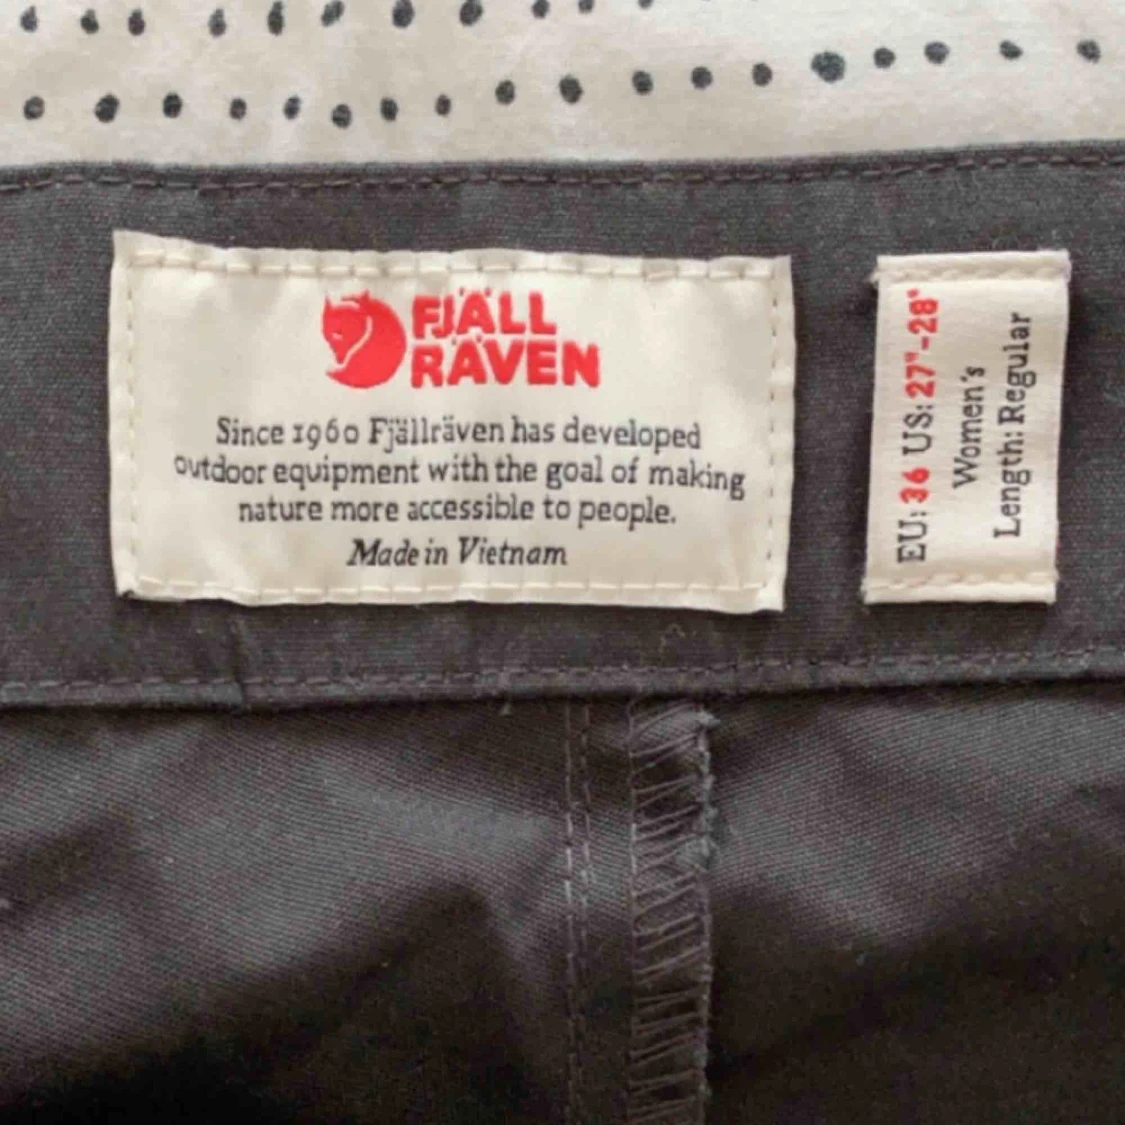 FJÄLL
RÄVEN
Since 1960 Fjällräven has developed
outdoor equipment with the goal of making
nature more accessible to people.
Made in Vietnam
EU: 36 US: 27"-28"
Women's
Length: Regular